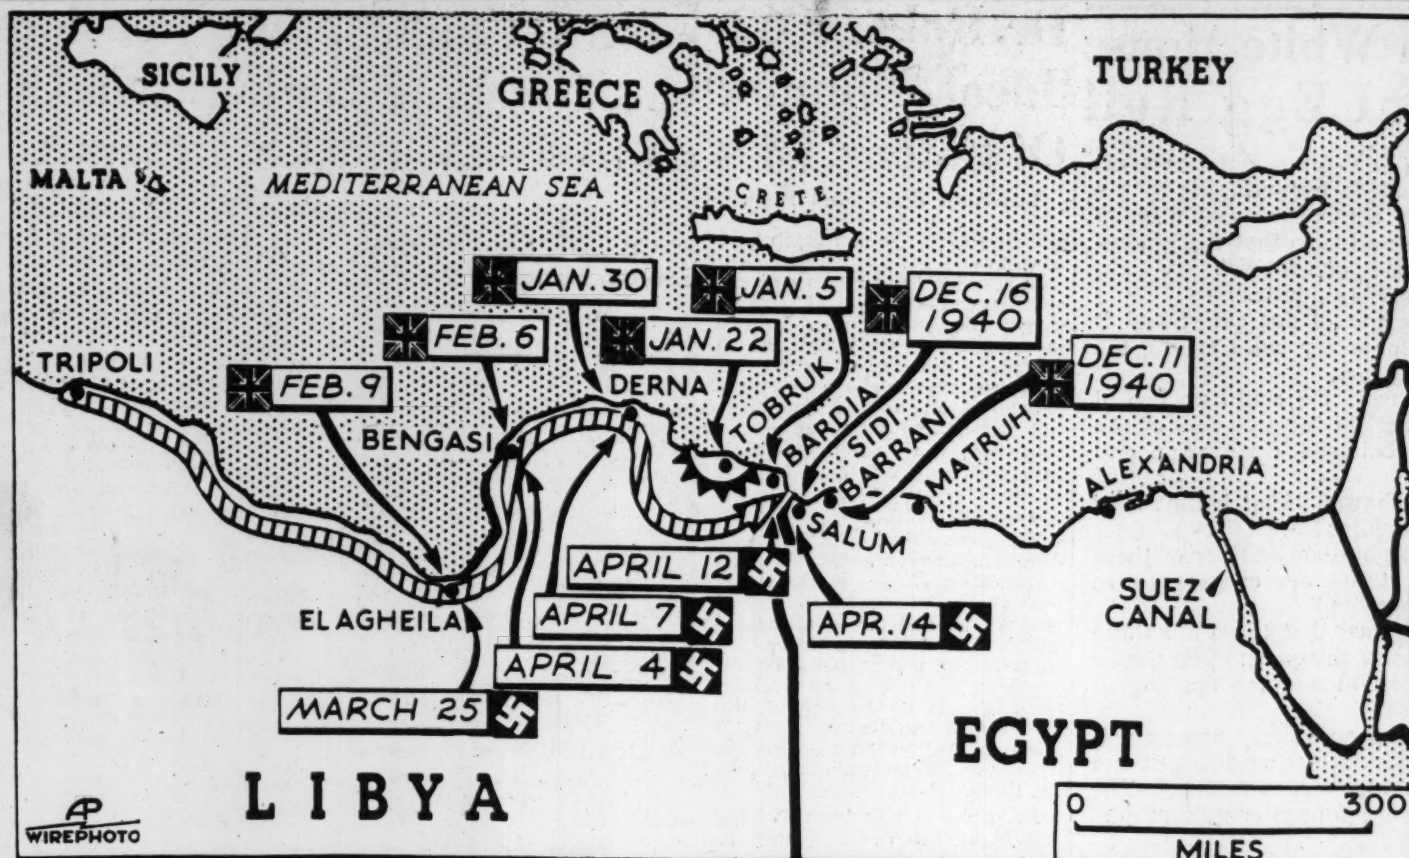 SICILY
GREECE
TURKEY
MALTA
MEDITERRANEAN SEA
CRETE
JAN. 30
JAN. 5
DEC. 16
1940
FEB. 6
JAN. 22
DEC. 11
1940
TRIPOLI
FEB. 9
DERNA
BENGASI
TOBRUK
BARDIA
SIDI
BARRANI
MATRUH
ALEXANDRIA
SALUM
APRIL 12
SUEZ
CANAL
EL AGHEILA
APRIL 7
APR. 14
APRIL 4
MARCH 25
EGYPT
LIBYA
AP
WIREPHOTO
0 300
MILES